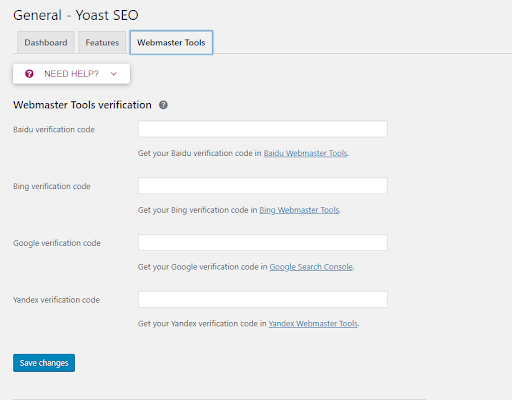 General - Yoast SEO
Dashboard Features Webmaster Tools
? NEED HELP?
Webmaster Tools verification ?
Baidu verification code
Get your Baidu verification code in Baidu Webmaster Tools.
Bing verification code
Get your Bing verification code in Bing Webmaster Tools.
Google verification code
Get your Google verification code in Google Search Console.
Yandex verification code
Get your Yandex verification code in Yandex Webmaster Tools.
Save changes